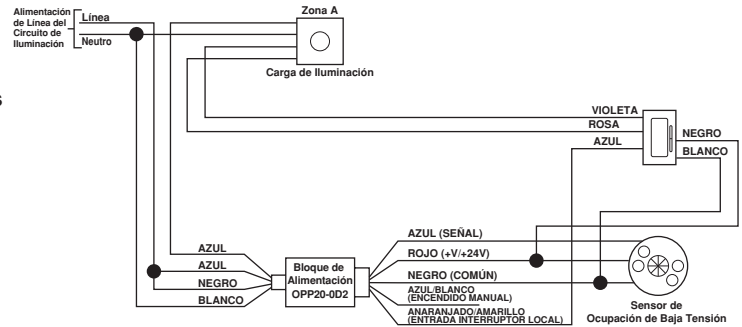 Alimentación
de Línea del
Circuito de
Iluminación
Línea
Neutro
Zona A
Carga de Iluminación
s
VIOLETA
ROSA
AZUL
NEGRO
BLANCO
AZUL
AZUL
NEGRO
BLANCO
Bloque de
Alimentación
OPP20-0D2
AZUL (SEÑAL)
ROJO (+V/+24V)
NEGRO (COMÚN)
AZUL/BLANCO
(ENCENDIDO MANUAL)
ANARANJADO/AMARILLO
(ENTRADA INTERRUPTOR LOCAL)
Sensor de
Ocupación de Baja Tensión